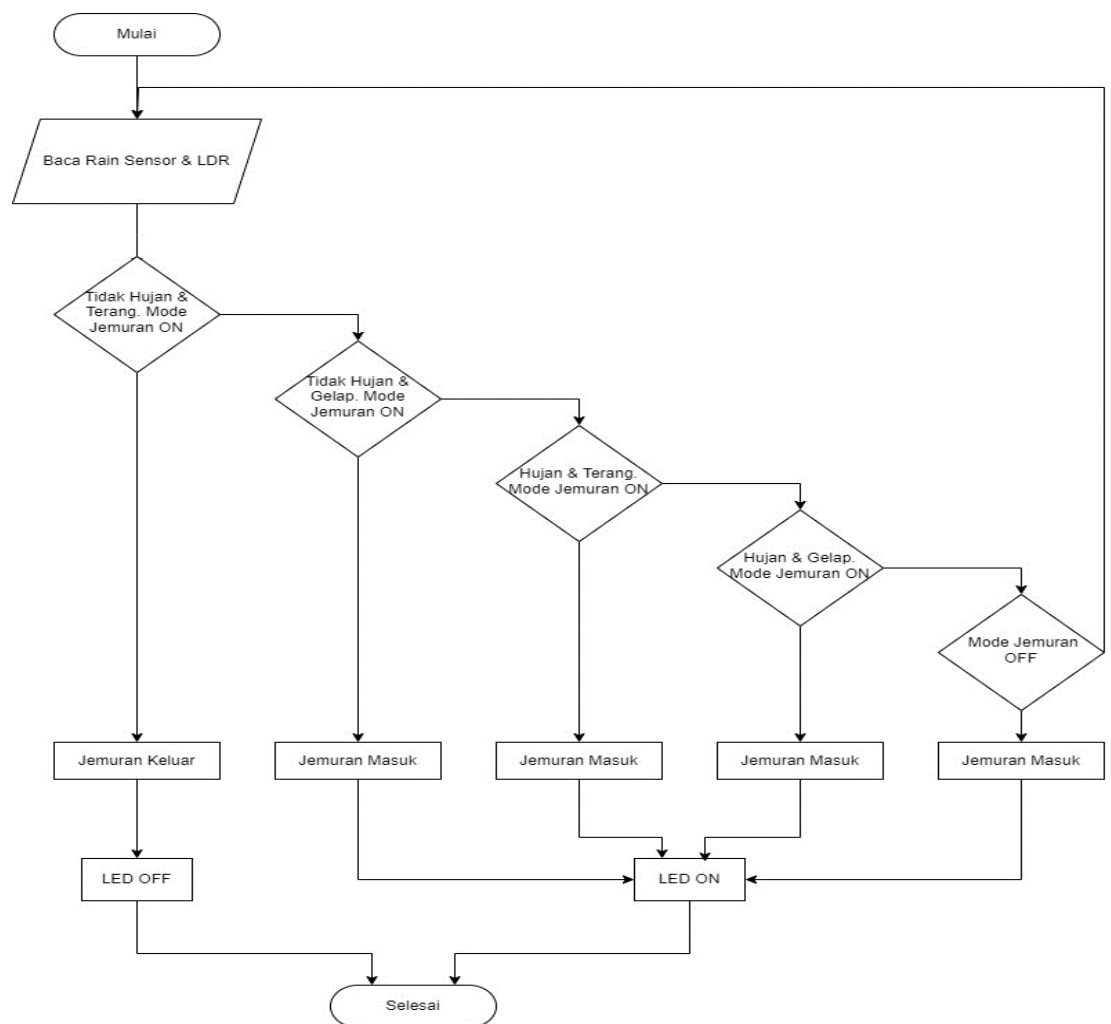 Mulai
Baca Rain Sensor & LDR
Tidak Hujan &
Terang. Mode
Jemuran ON
Tidak Hujan &
Gelap. Mode
Jemuran ON
Hujan & Terang.
Mode Jemuran ON
Hujan & Gelap.
Mode Jemuran ON
Mode Jemuran
OFF
Jemuran Keluar
Jemuran Masuk
Jemuran Masuk
Jemuran Masuk
Jemuran Masuk
LED OFF
LED ON
Selesai